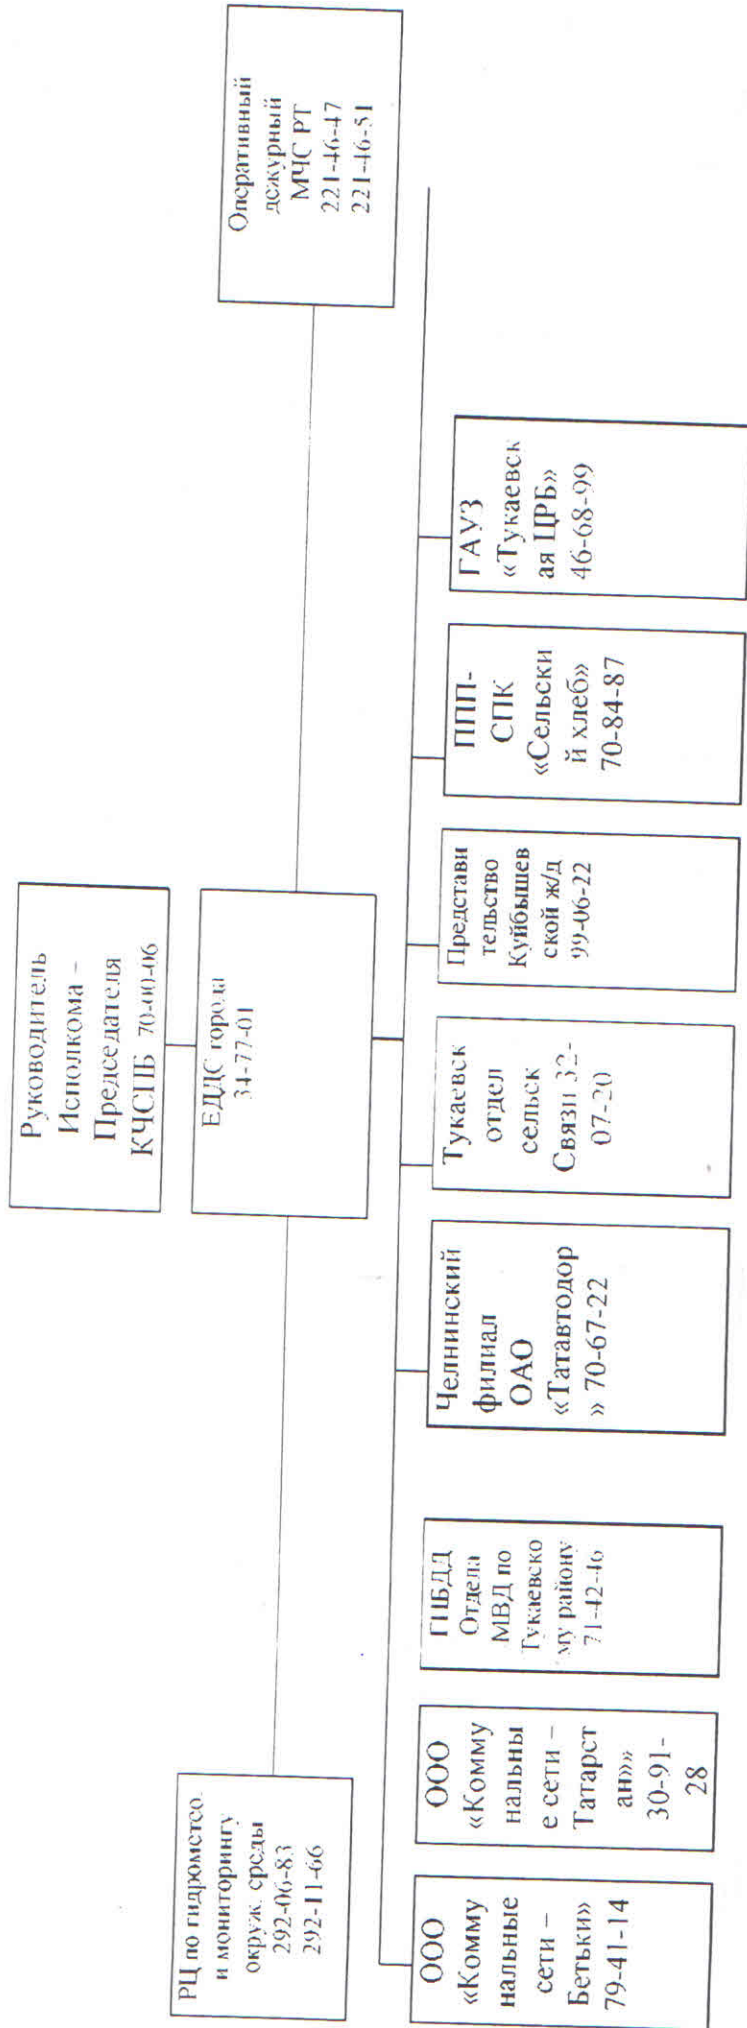 Руководитель
Исполкома –
Председателя
КЧСПБ 70-00-06
РЦ по гидрометео.
и мониторингу
окруж. среды
292-06-83
292-11-66
ЕДДС города
34-77-01
Оперативный
дежурный
МЧС РТ
221-46-47
221-46-51
ООО
«Комму
нальные
сети –
Бетьки»
79-41-14
ООО
«Комму
нальны
е сети –
Татарст
ан»»
30-91-
28
ГИБДД
Отдела
МВД по
Тукаевско
му району
71-42-46
Челнинский
филиал
ОАО
«Татавтодор
» 70-67-22
Тукаевск
отдел
сельск
Связи 32-
07-20
Представи
тельство
Куйбышев
ской ж/д
99-06-22
ППП-
СПК
«Сельски
й хлеб»
70-84-87
ГАУЗ
«Тукаевск
ая ЦРБ»
46-68-99